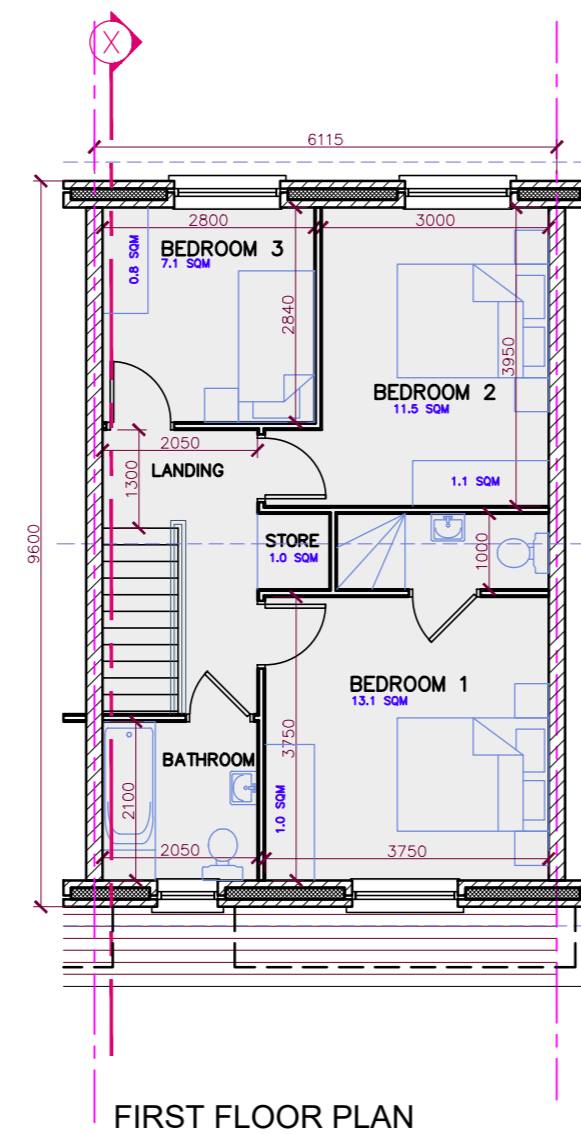 X
6115
2800
3000
BEDROOM 3
7.1 SQM
0.8 SQM
2840
3950
BEDROOM 2
11.5 SQM
2050
LANDING
1300
1.1 SQM
9600
STORE
1.0 SQM
1000
BEDROOM 1
13.1 SQM
3750
BATHROOM
2100
1.0 SQM
2050
3750
FIRST FLOOR PLAN